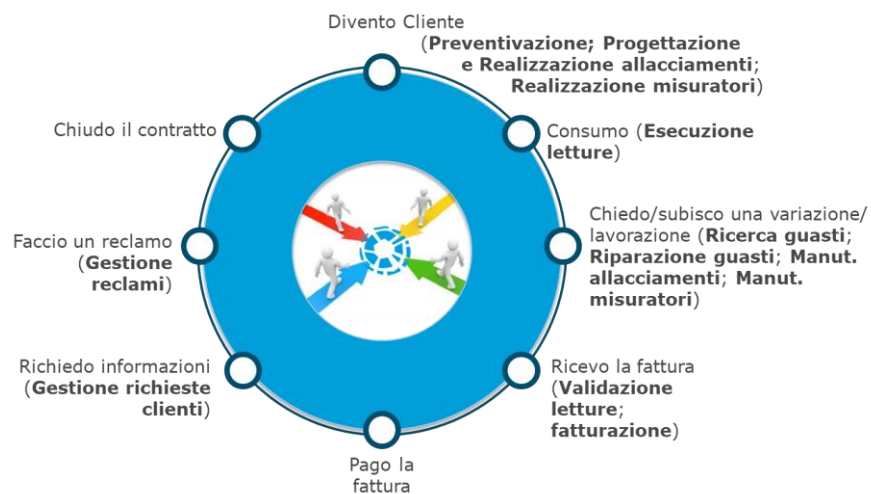 Divento Cliente
(Preventivazione; Progettazione
e Realizzazione allacciamenti;
Realizzazione misuratori)
Consumo (Esecuzione
letture)
Chiedo/subisco una variazione/
lavorazione (Ricerca guasti;
Riparazione guasti; Manut.
allacciamenti; Manut.
misuratori)
Ricevo la fattura
(Validazione
letture;
fatturazione)
Pago la
fattura
Richiedo informazioni
(Gestione richieste
clienti)
Faccio un reclamo
(Gestione
reclami)
Chiudo il contratto